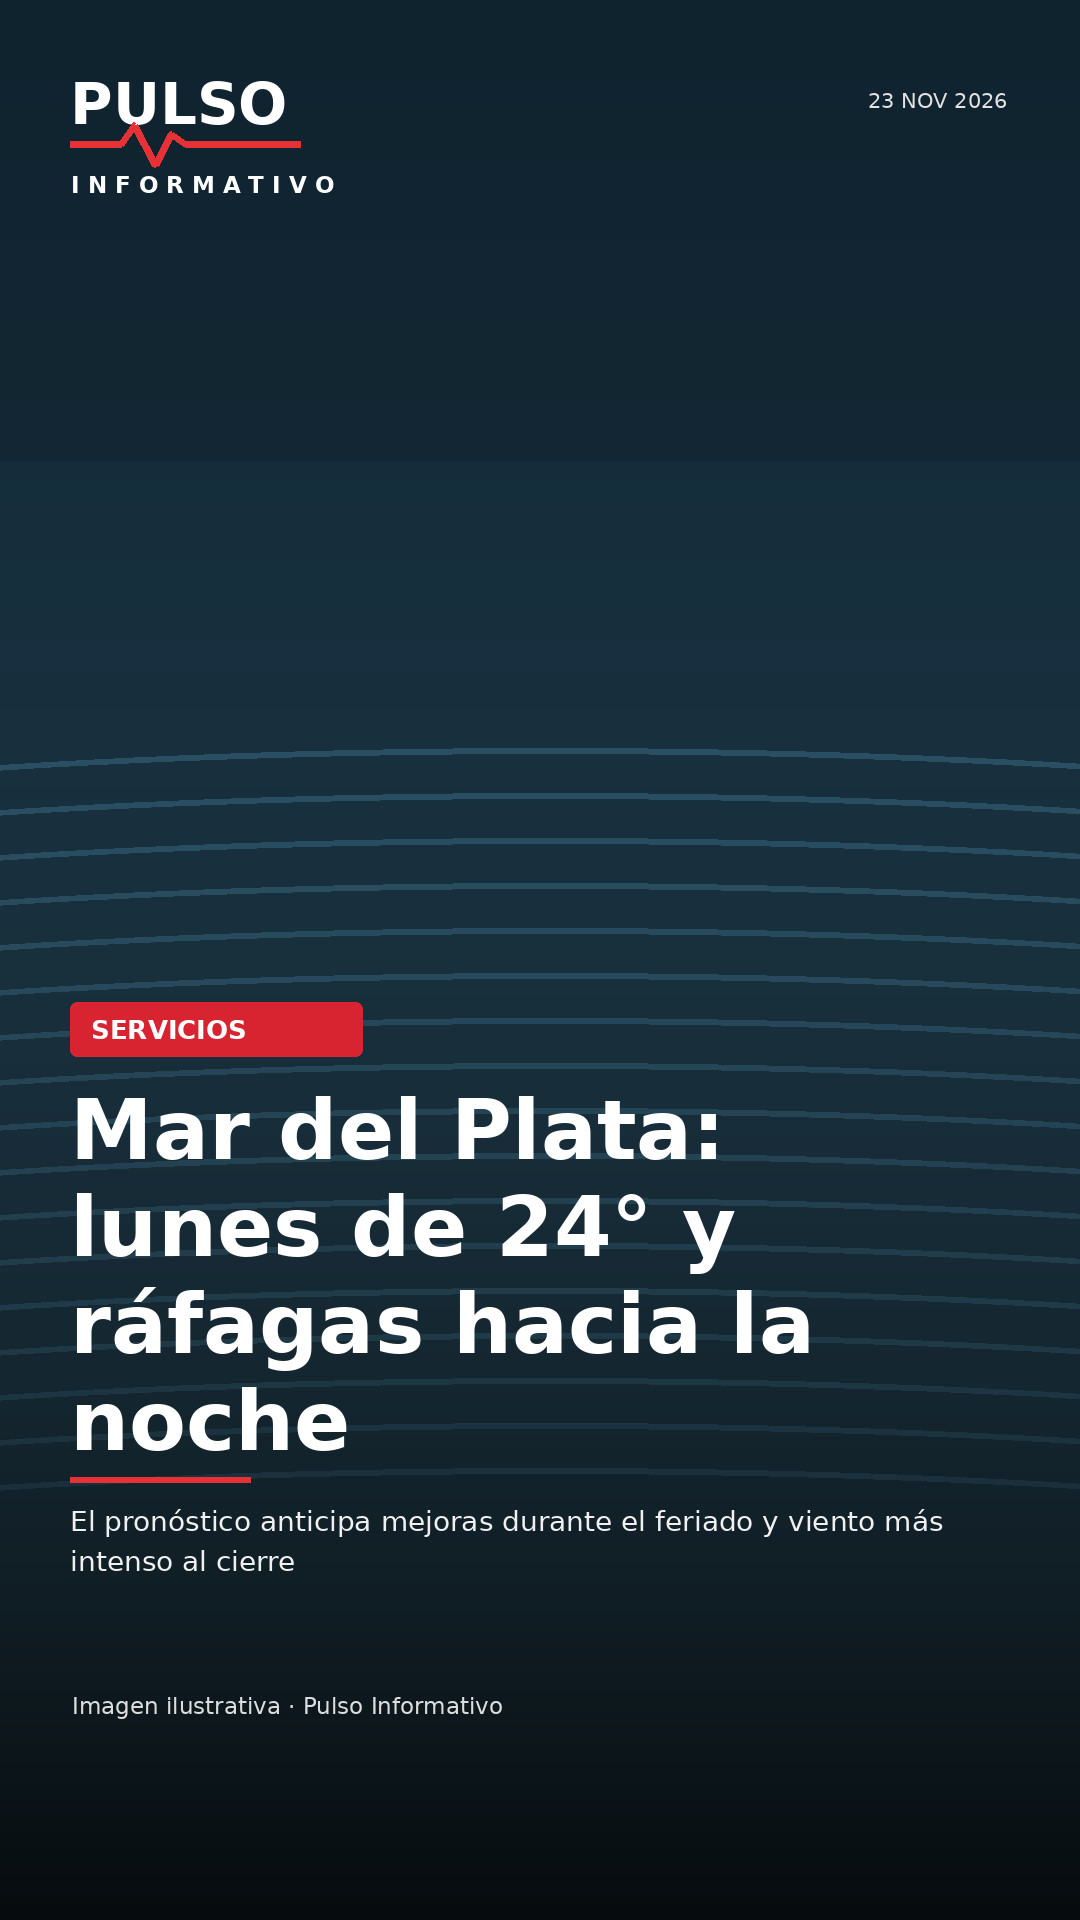 PULSO
INFORMATIVO
23 NOV 2026
SERVICIOS
Mar del Plata:
lunes de 24° y
ráfagas hacia la
noche
El pronóstico anticipa mejoras durante el feriado y viento más
intenso al cierre
Imagen ilustrativa · Pulso Informativo